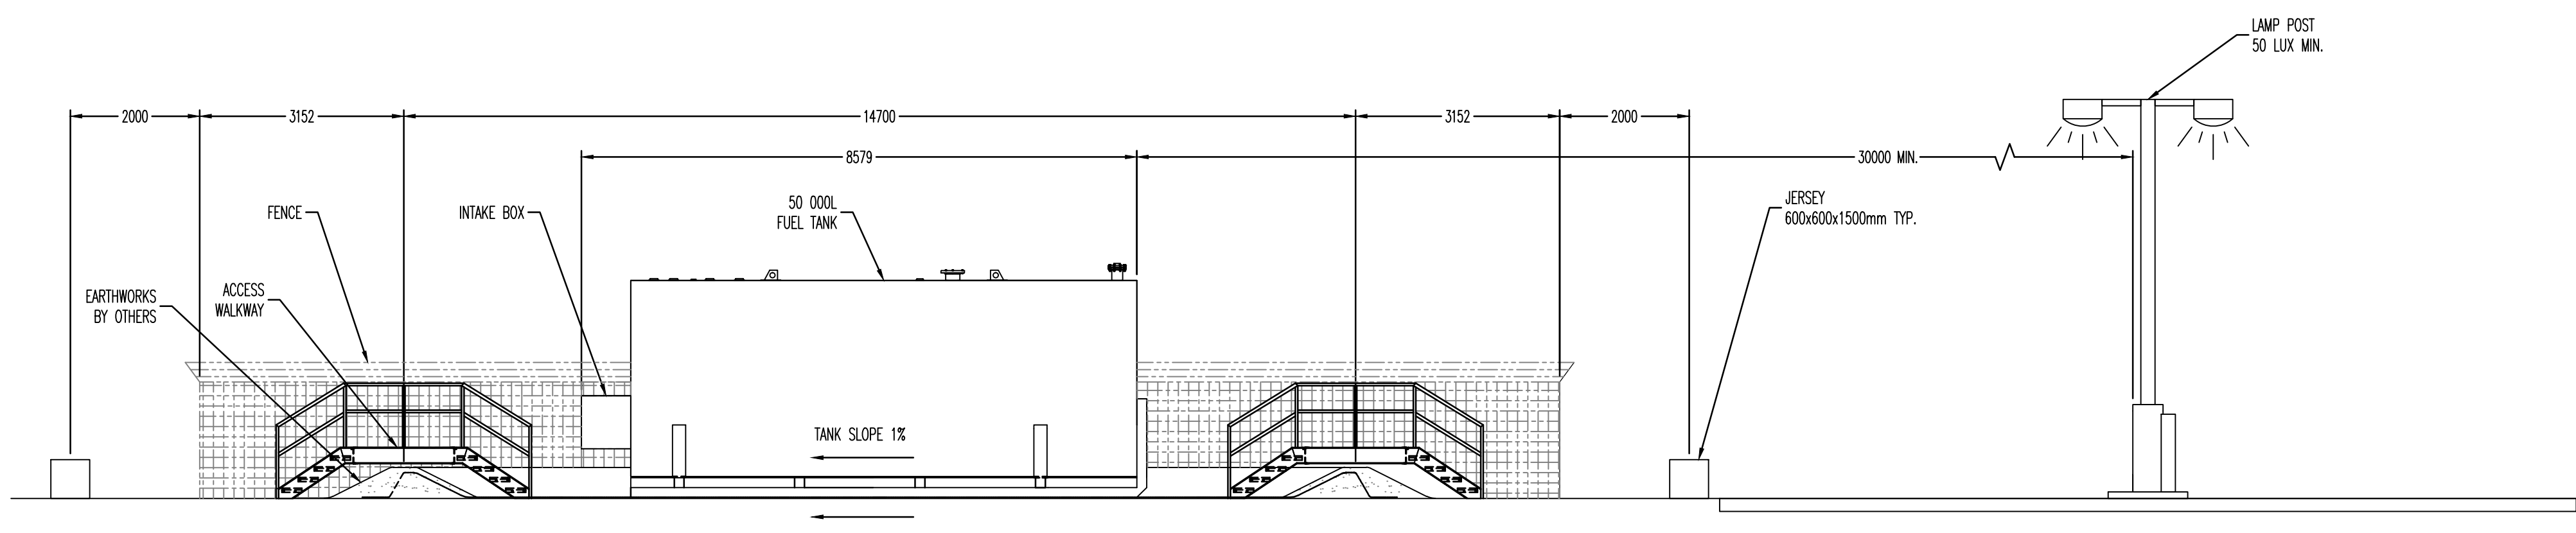 LAMP POST
50 LUX MIN.
2000
3152
14700
3152
2000
8579
30000 MIN.
FENCE
INTAKE BOX
50 000L
FUEL TANK
JERSEY
600x600x1500mm TYP.
EARTHWORKS
BY OTHERS
ACCESS
WALKWAY
TANK SLOPE 1%